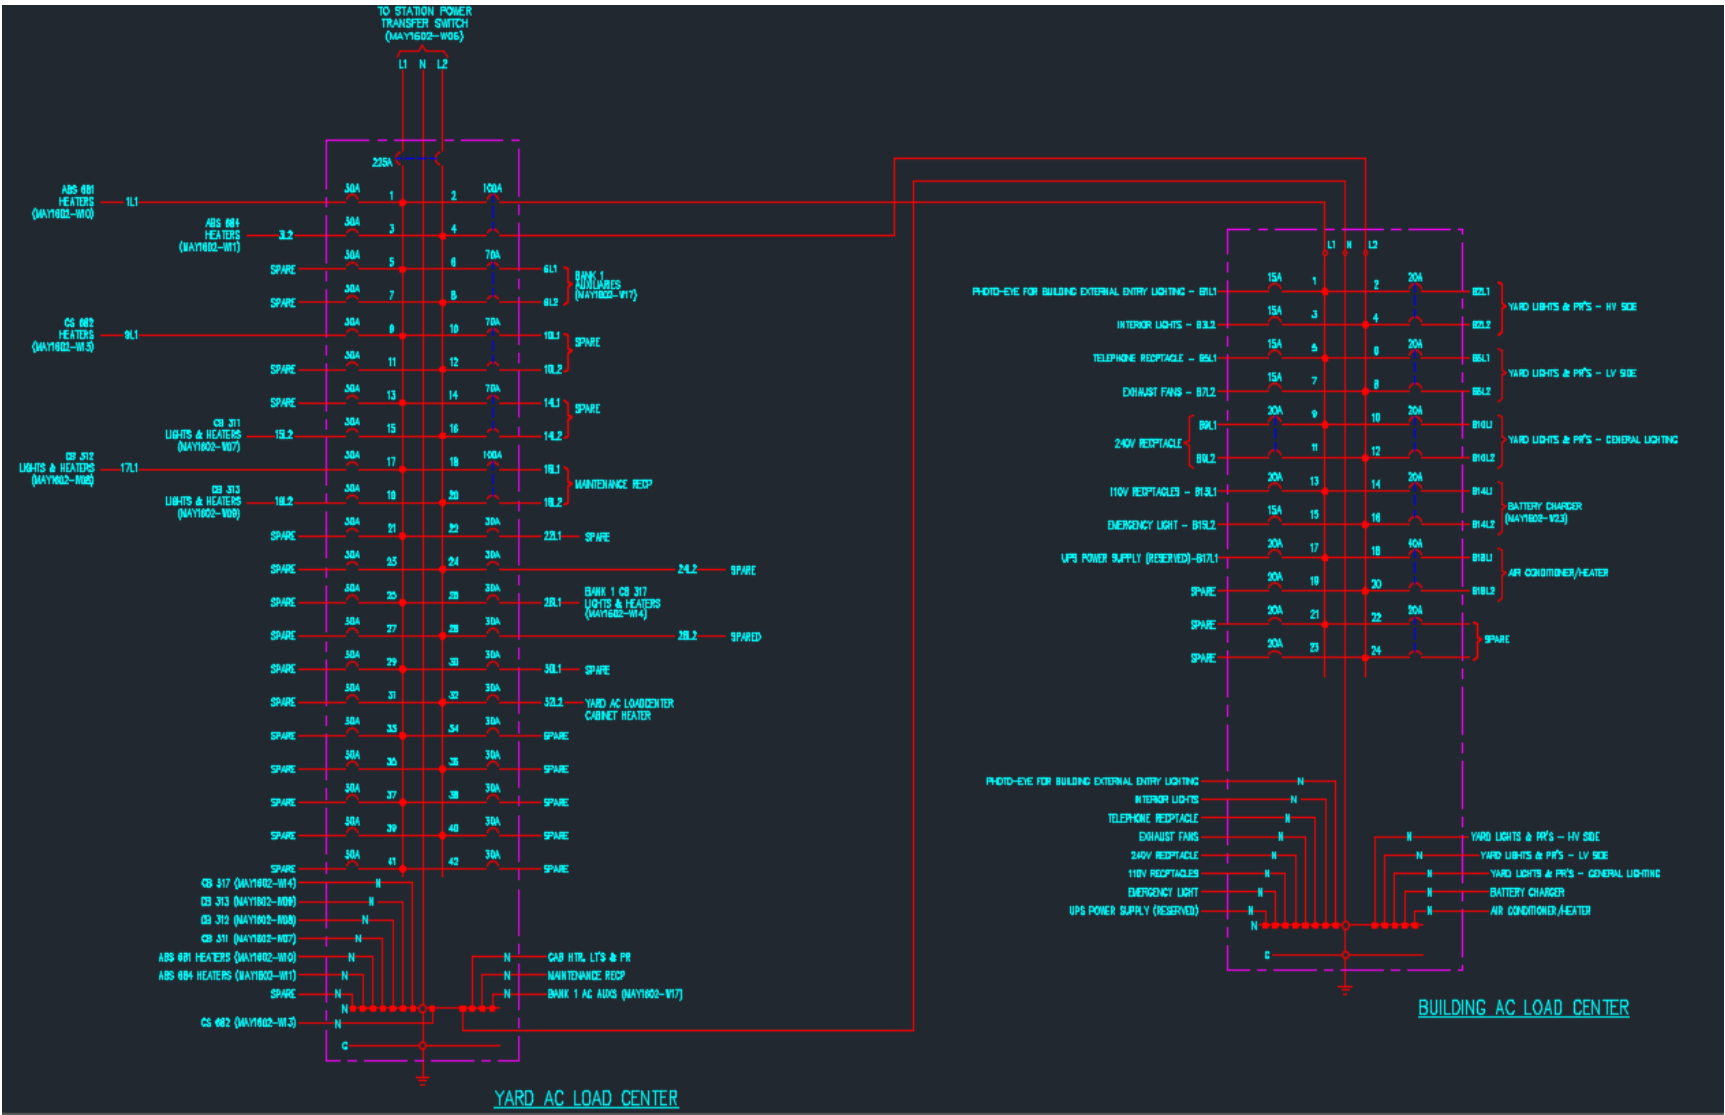 TO STATION POWER
TRANSFER SWITCH
(MAY1602-W06)
L1 N L2
225A
ABS 681
HEATERS
(MAY1602-W10)
1L1
30A 1 2 100A
ABS 684
HEATERS
(MAY1602-W11)
3L2
30A 3 4
SPARE 30A 5 6 70A 6L1
SPARE 30A 7 8 6L2
BANK 1
AUXILIARIES
(MAY1602-W17)
CS 682
HEATERS
(MAY1602-W13)
9L1
30A 9 10 70A 10L1
SPARE 30A 11 12 10L2
SPARE
SPARE 30A 13 14 70A 14L1
SPARE
CB 311
LIGHTS & HEATERS
(MAY1602-W07)
15L2
30A 15 16 14L2
CB 312
LIGHTS & HEATERS
(MAY1602-W08)
17L1
30A 17 18 100A 18L1
MAINTENANCE RECP
CB 313
LIGHTS & HEATERS
(MAY1602-W09)
30A 20 18L2
SPARE 30A 21 22 30A 22L1 SPARE
SPARE 30A 23 24 30A 24L2 SPARE
SPARE 30A 25 26 30A 26L1
BANK 1 CB 317
LIGHTS & HEATERS
(MAY1602-W14)
SPARE 30A 27 28 30A 28L2 SPARED
SPARE 30A 29 30 30A 30L1 SPARE
SPARE 30A 31 32 30A 32L2
YARD AC LOADCENTER
CABINET HEATER
SPARE 30A 34 30A SPARE
SPARE 30A 30A SPARE
SPARE 30A 37 38 30A SPARE
SPARE 30A 39 40 30A SPARE
SPARE 30A 41 42 30A SPARE
CB 317 (MAY1602-W14) N
CB 313 (MAY1602-W09) N
CB 312 (MAY1602-W08) N
CB 311 (MAY1602-W07) N
ABS 681 HEATERS (MAY1602-W10) N
ABS 684 HEATERS (MAY1602-W11) N
SPARE N
N
CS 682 (MAY1602-W13) N
G
N CAB HTR, LT'S & PR
N MAINTENANCE RECP
N BANK 1 AC AUXS (MAY1602-W17)
YARD AC LOAD CENTER
L1 N L2
PHOTO-EYE FOR BUILDING EXTERNAL ENTRY LIGHTING - B1L1 15A 1 2 20A B2L1
YARD LIGHTS & PR'S - HV SIDE
INTERIOR LIGHTS - B3L2 15A 3 4 B2L2
TELEPHONE RECPTACLE - B5L1 15A 5 6 20A B6L1
YARD LIGHTS & PR'S - LV SIDE
EXHAUST FANS - B7L2 15A 7 8 B6L2
B9L1 20A 9 10 20A B10L1
240V RECPTACLE
YARD LIGHTS & PR'S - GENERAL LIGHTING
B9L2 11 12 B10L2
110V RECPTACLES - B13L1 20A 13 14 20A B14L1
BATTERY CHARGER
(MAY1602-W23)
EMERGENCY LIGHT - B15L2 15A 15 16 B14L2
UPS POWER SUPPLY (RESERVED)-B17L1 20A 17 18 40A B18L1
AIR CONDITIONER/HEATER
SPARE 20A 19 20 B18L2
SPARE 20A 21 22 20A
SPARE
SPARE 20A 23 24
PHOTO-EYE FOR BUILDING EXTERNAL ENTRY LIGHTING N
INTERIOR LIGHTS N
TELEPHONE RECPTACLE N
EXHAUST FANS N
240V RECPTACLE N
110V RECPTACLES N
EMERGENCY LIGHT N
UPS POWER SUPPLY (RESERVED) N
N
G
N YARD LIGHTS & PR'S - HV SIDE
N YARD LIGHTS & PR'S - LV SIDE
N YARD LIGHTS & PR'S - GENERAL LIGHTING
N BATTERY CHARGER
N AIR CONDITIONER/HEATER
BUILDING AC LOAD CENTER